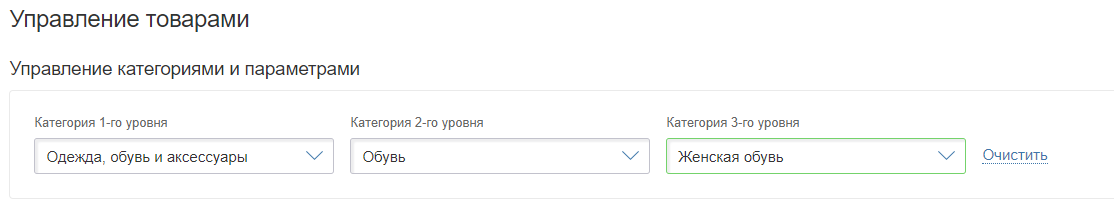 Управление товарами
Управление категориями и параметрами
Категория 1-го уровня Категория 2-го уровня Категория 3-го уровня
Одежда, обувь и аксессуары Обувь Женская обувь Очистить